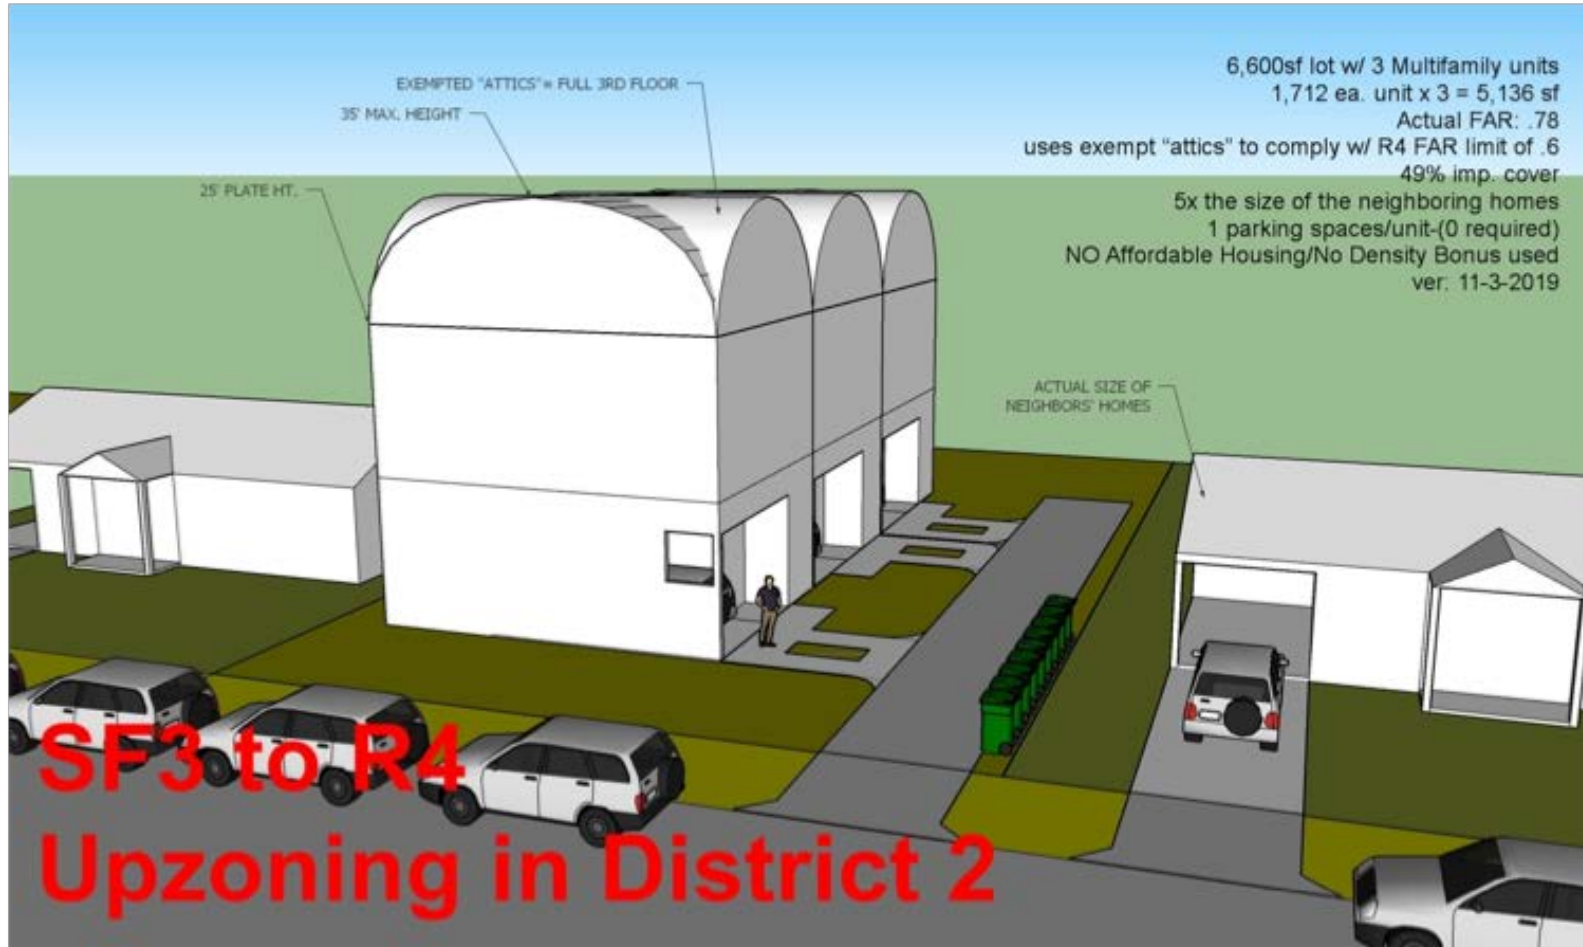 EXEMPTED "ATTICS"= FULL 3RD FLOOR
35' MAX. HEIGHT
25' PLATE HT.
6,600sf lot w/ 3 Multifamily units
1,712 ea. unit x 3 = 5,136 sf
Actual FAR: .78
uses exempt “attics” to comply w/ R4 FAR limit of .6
49% imp. cover
5x the size of the neighboring homes
1 parking spaces/unit-(0 required)
NO Affordable Housing/No Density Bonus used
ver: 11-3-2019
ACTUAL SIZE OF
NEIGHBORS' HOMES
SF3 to R4
Upzoning in District 2